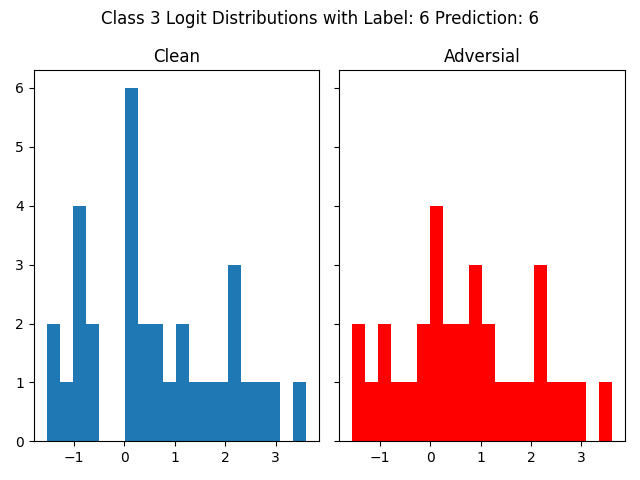 Class 3 Logit Distributions with Label: 6 Prediction: 6
Clean
Adversial
6
5
4
3
2
1
0
−1 0 1 2 3
−1 0 1 2 3